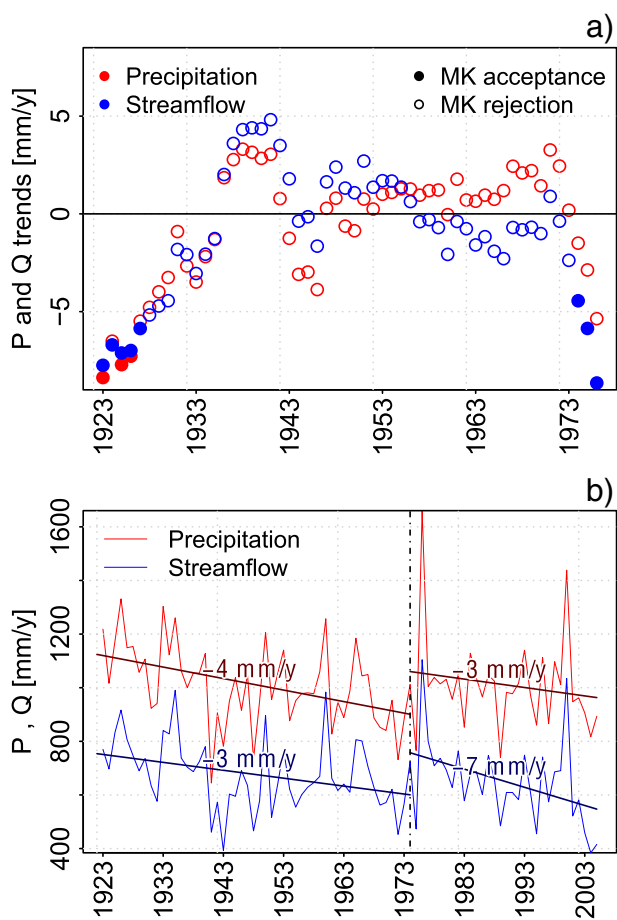 a)
Precipitation
Streamflow
MK acceptance
MK rejection
P and Q trends [mm/y]
5
0
−5
1923
1933
1943
1953
1963
1973
b)
Precipitation
Streamflow
P , Q [mm/y]
1600
1200
800
400
−4 mm/y
−3 mm/y
−3 mm/y
−7 mm/y
1923
1933
1943
1953
1963
1973
1983
1993
2003